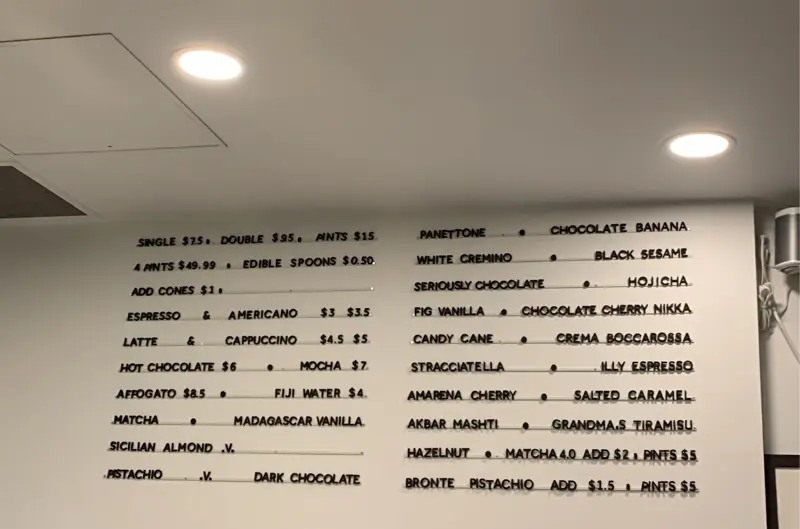 SINGLE $7.5. DOUBLE $9.5. PINTS $15
4 PINTS $49.99 . EDIBLE SPOONS $0.50.
ADD CONES $1.
ESPRESSO & AMERICANO $3 $3.5
LATTE & CAPPUCCINO $4.5 $5
HOT CHOCOLATE $6 • MOCHA $7
AFFOGATO $8.5 • FIJI WATER $4.
MATCHA • MADAGASCAR VANILLA
SICILIAN ALMOND .V.
PISTACHIO .V. DARK CHOCOLATE
PANETTONE • CHOCOLATE BANANA
WHITE CREMINO • BLACK SESAME
SERIOUSLY CHOCOLATE • HOJICHA
FIG VANILLA • CHOCOLATE CHERRY NIKKA
CANDY CANE • CREMA BOCCAROSSA
STRACCIATELLA • ILLY ESPRESSO
AMARENA CHERRY • SALTED CARAMEL
AKBAR MASHTI • GRANDMA,S TIRAMISU
HAZELNUT • MATCHA 4.0 ADD $2 . PINTS $5
BRONTE PISTACHIO ADD $1.5 . PINTS $5